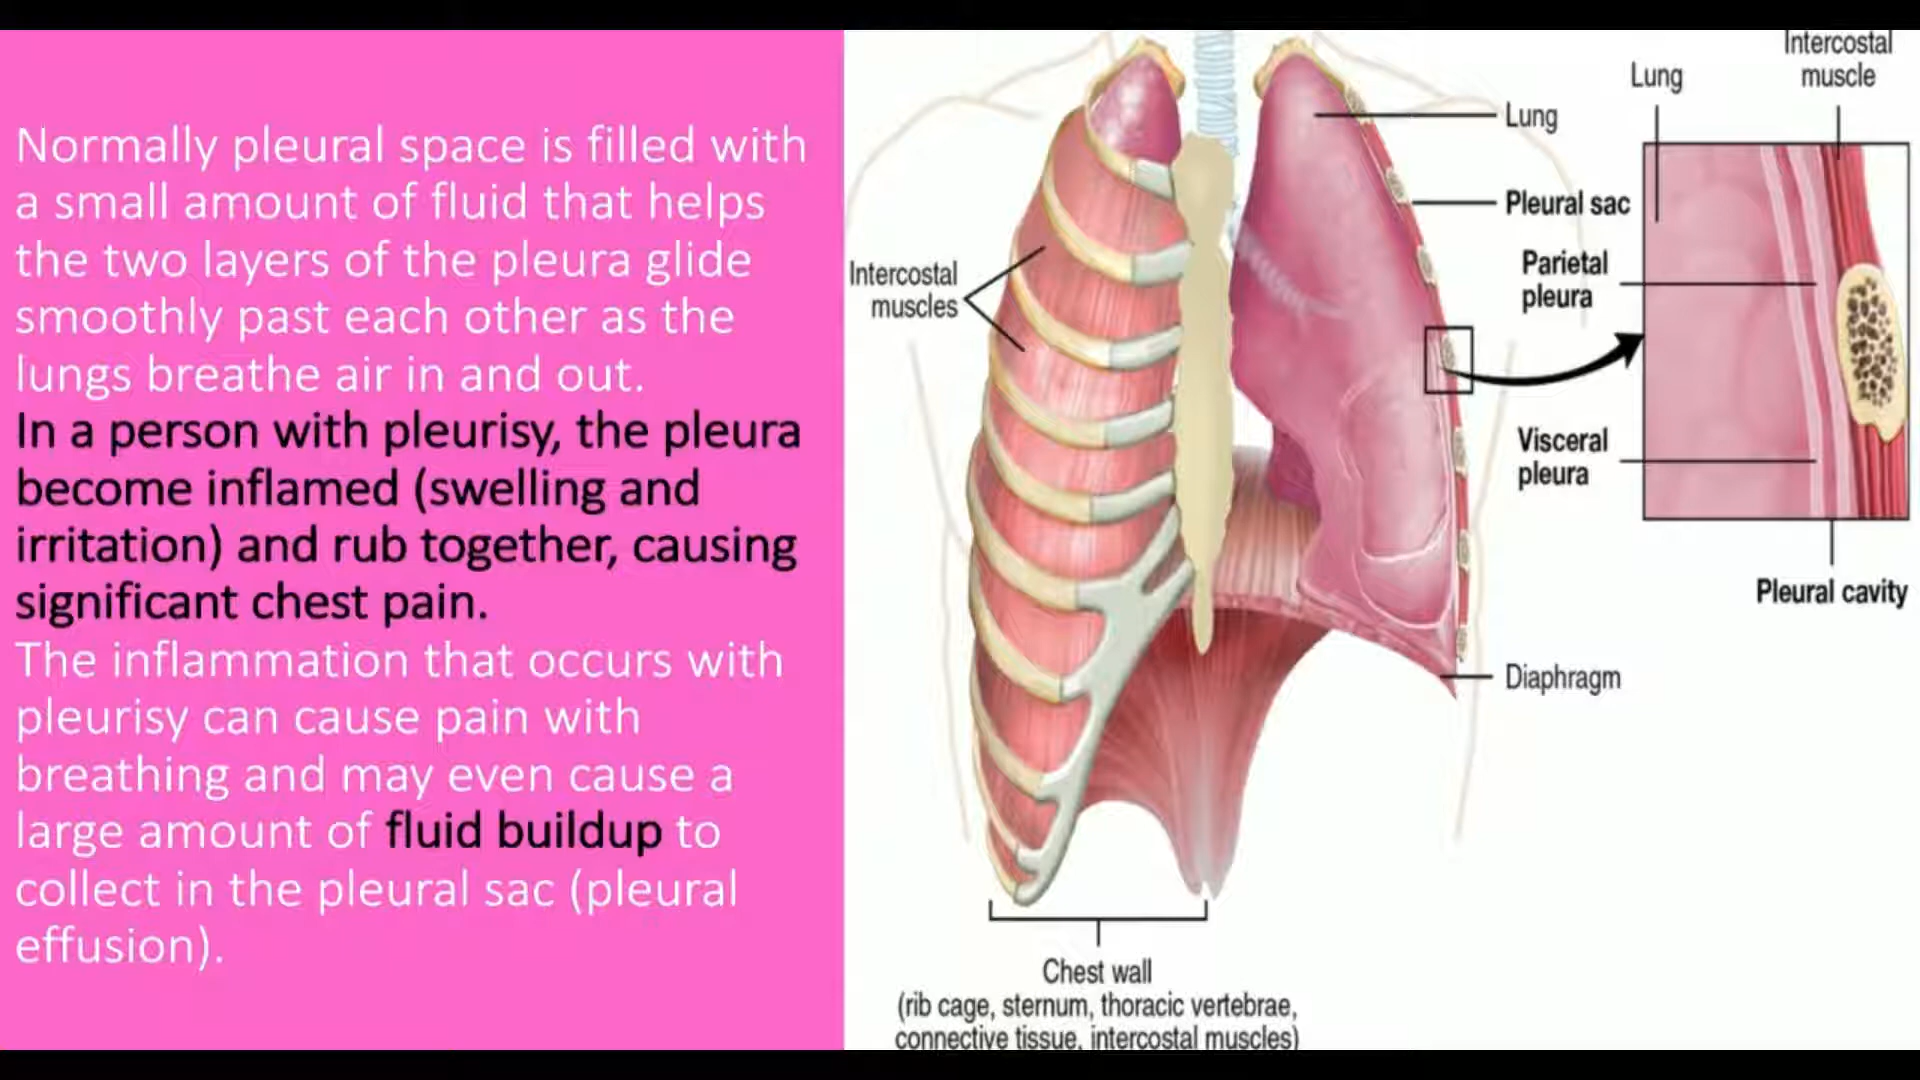 Normally pleural space is filled with
a small amount of fluid that helps
the two layers of the pleura glide
smoothly past each other as the
lungs breathe air in and out.
In a person with pleurisy, the pleura
become inflamed (swelling and
irritation) and rub together, causing
significant chest pain.
The inflammation that occurs with
pleurisy can cause pain with
breathing and may even cause a
large amount of fluid buildup to
collect in the pleural sac (pleural
effusion).
Intercostal
muscles
Lung
Pleural sac
Parietal
pleura
Visceral
pleura
Diaphragm
Lung
Intercostal
muscle
Pleural cavity
Chest wall
(rib cage, sternum, thoracic vertebrae,
connective tissue, intercostal muscles)